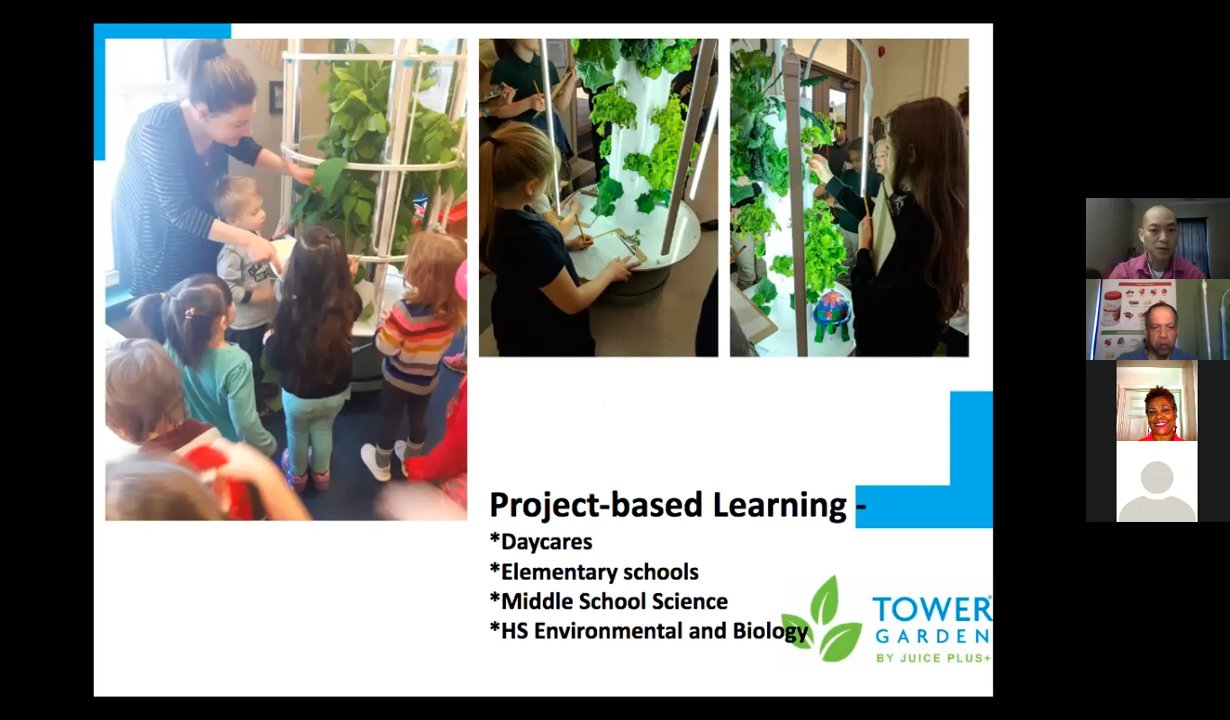 Project-based Learning -
*Daycares
*Elementary schools
*Middle School Science
*HS Environmental and Biology
TOWER
GARDEN
BY JUICE PLUS+